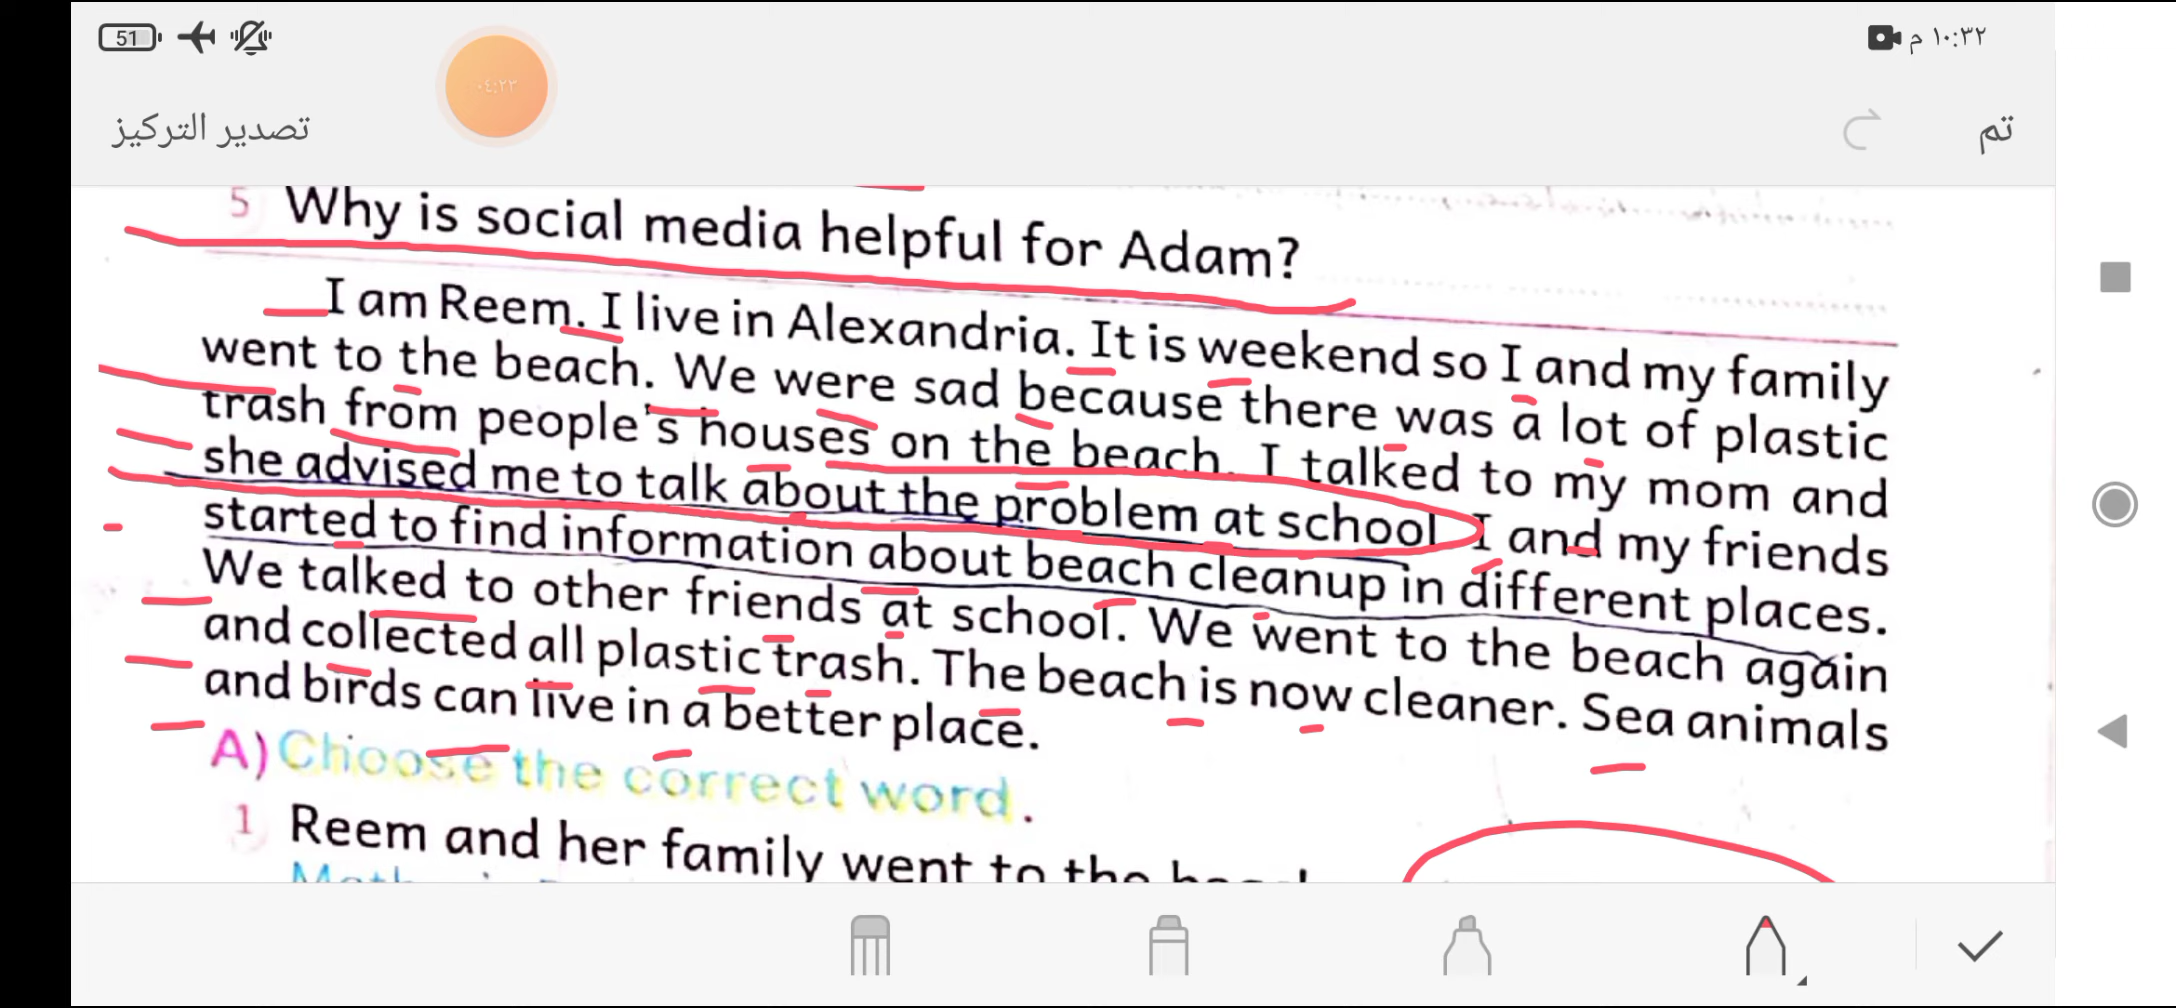 51
١٠:٣٢ م
٠٤:٢٢
تصدير التركيز
تم
5 Why is social media helpful for Adam?
I am Reem. I live in Alexandria. It is weekend so I and my family
went to the beach. We were sad because there was a lot of plastic
trash from people's houses on the beach. I talked to my mom and
she advised me to talk about the problem at school I and my friends
started to find information about beach cleanup in different places.
We talked to other friends at school. We went to the beach again
and collected all plastic trash. The beach is now cleaner. Sea animals
and birds can live in a better place.
A) Choose the correct word.
1 Reem and her family went to the